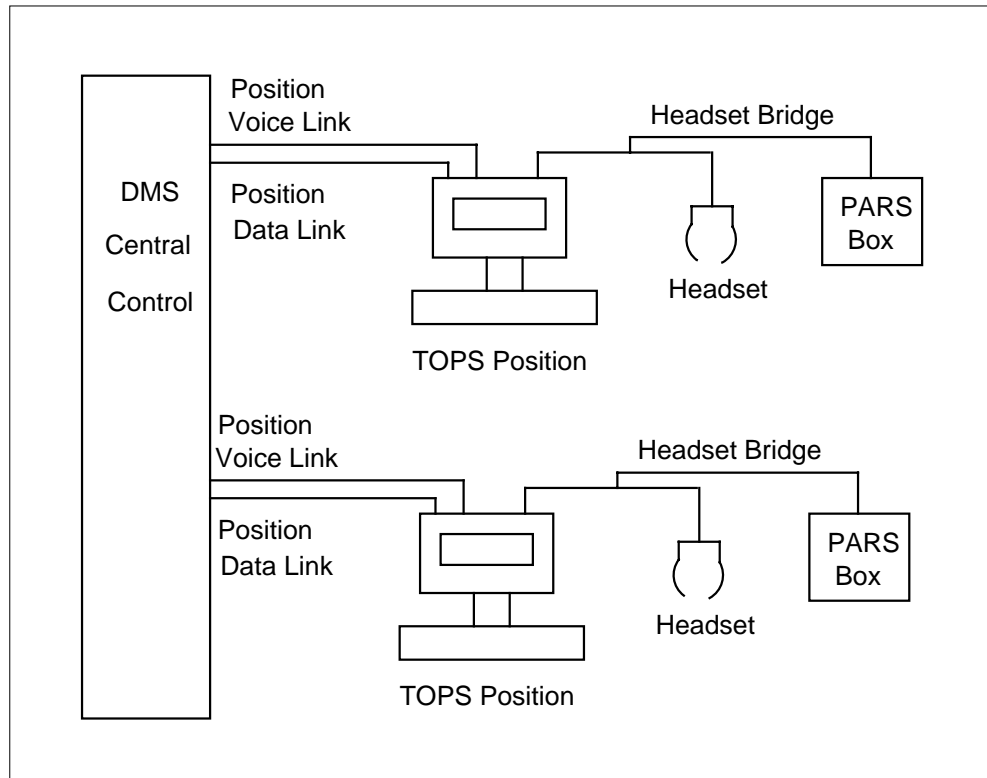 Position
Voice Link
Headset Bridge
DMS
Central
Control
Position
Data Link
PARS
Box
Headset
TOPS Position
Position
Voice Link
Headset Bridge
Position
Data Link
PARS
Box
Headset
TOPS Position